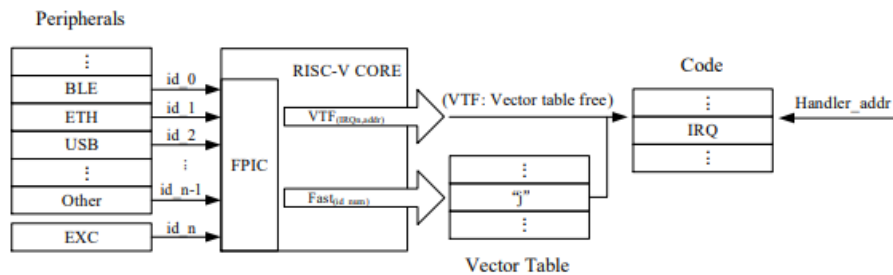 Peripherals
⋮
BLE
ETH
USB
⋮
Other
EXC
id_0
id_1
id_2
⋮
id_n-1
id_n
FPIC
RISC-V CORE
VTF(IRQn,addr)
Fast(id_num)
(VTF: Vector table free)
⋮
“j”
⋮
Vector Table
Code
⋮
IRQ
⋮
Handler_addr